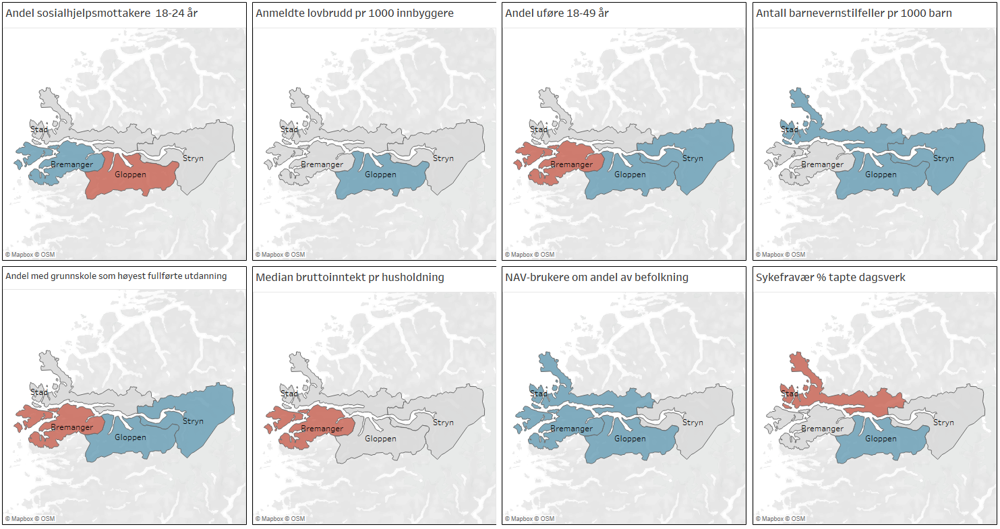 Andel sosialhjelpsmottakere  18-24 år
Stad
Bremanger
Gloppen
Stryn
© Mapbox © OSM
Anmeldte lovbrudd pr 1000 innbyggere
Stad
Bremanger
Gloppen
Stryn
© Mapbox © OSM
Andel uføre 18-49 år
Stad
Bremanger
Gloppen
Stryn
© Mapbox © OSM
Antall barnevernstilfeller pr 1000 barn
Stad
Bremanger
Gloppen
Stryn
© Mapbox © OSM
Andel med grunnskole som høyest fullførte utdanning
Stad
Bremanger
Gloppen
Stryn
© Mapbox © OSM
Median bruttoinntekt pr husholdning
Stad
Bremanger
Gloppen
Stryn
© Mapbox © OSM
NAV-brukere om andel av befolkning
Stad
Bremanger
Gloppen
Stryn
© Mapbox © OSM
Sykefravær % tapte dagsverk
Stad
Bremanger
Gloppen
Stryn
© Mapbox © OSM